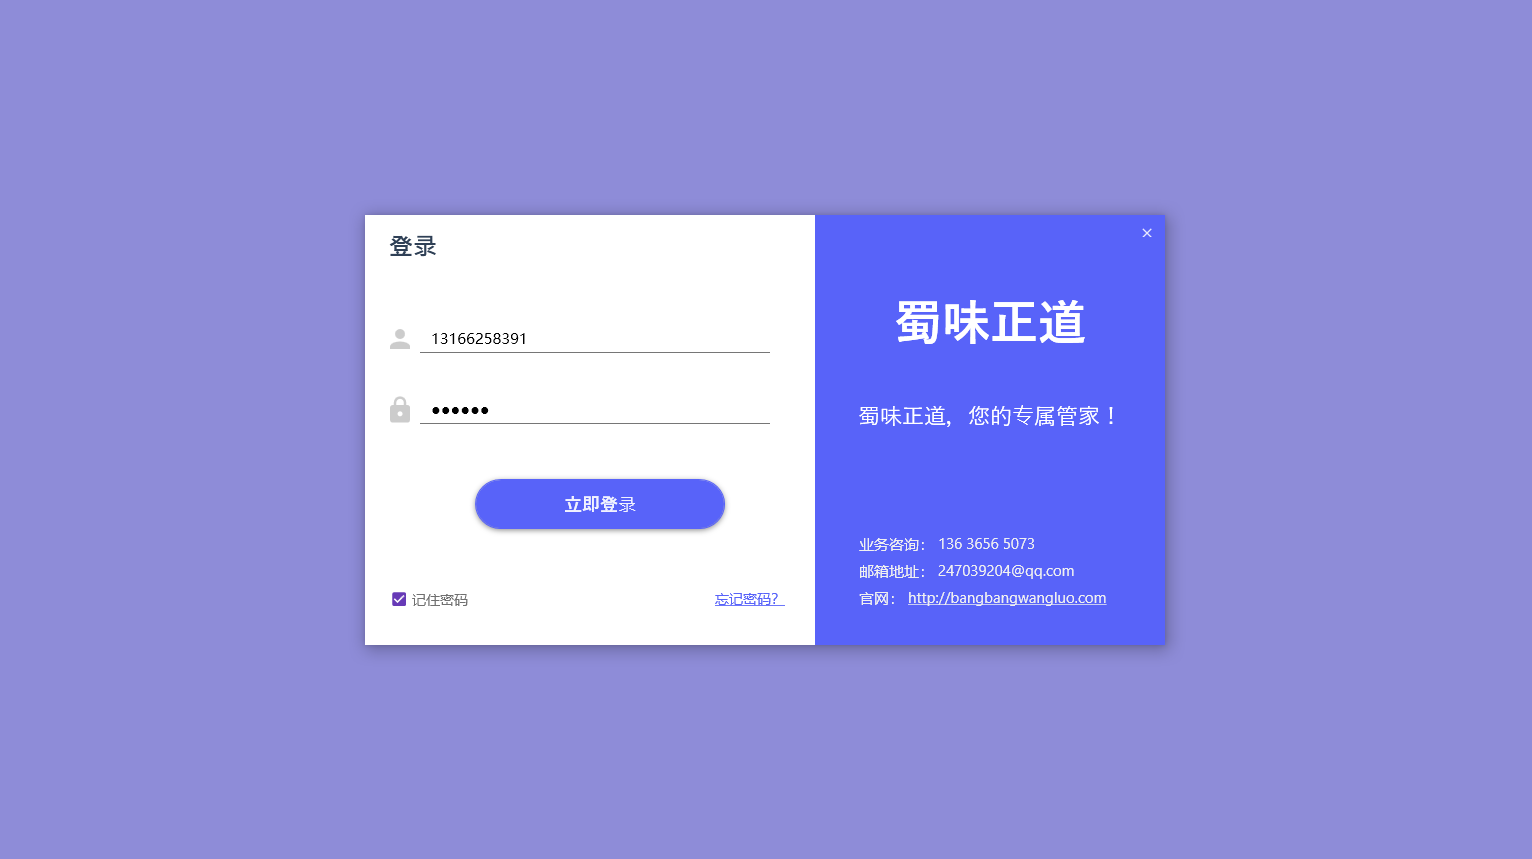 登录
13166258391
••••••
立即登录
记住密码
忘记密码？
蜀味正道
蜀味正道，您的专属管家！
业务咨询： 136 3656 5073
邮箱地址： 247039204@qq.com
官网： http://bangbangwangluo.com